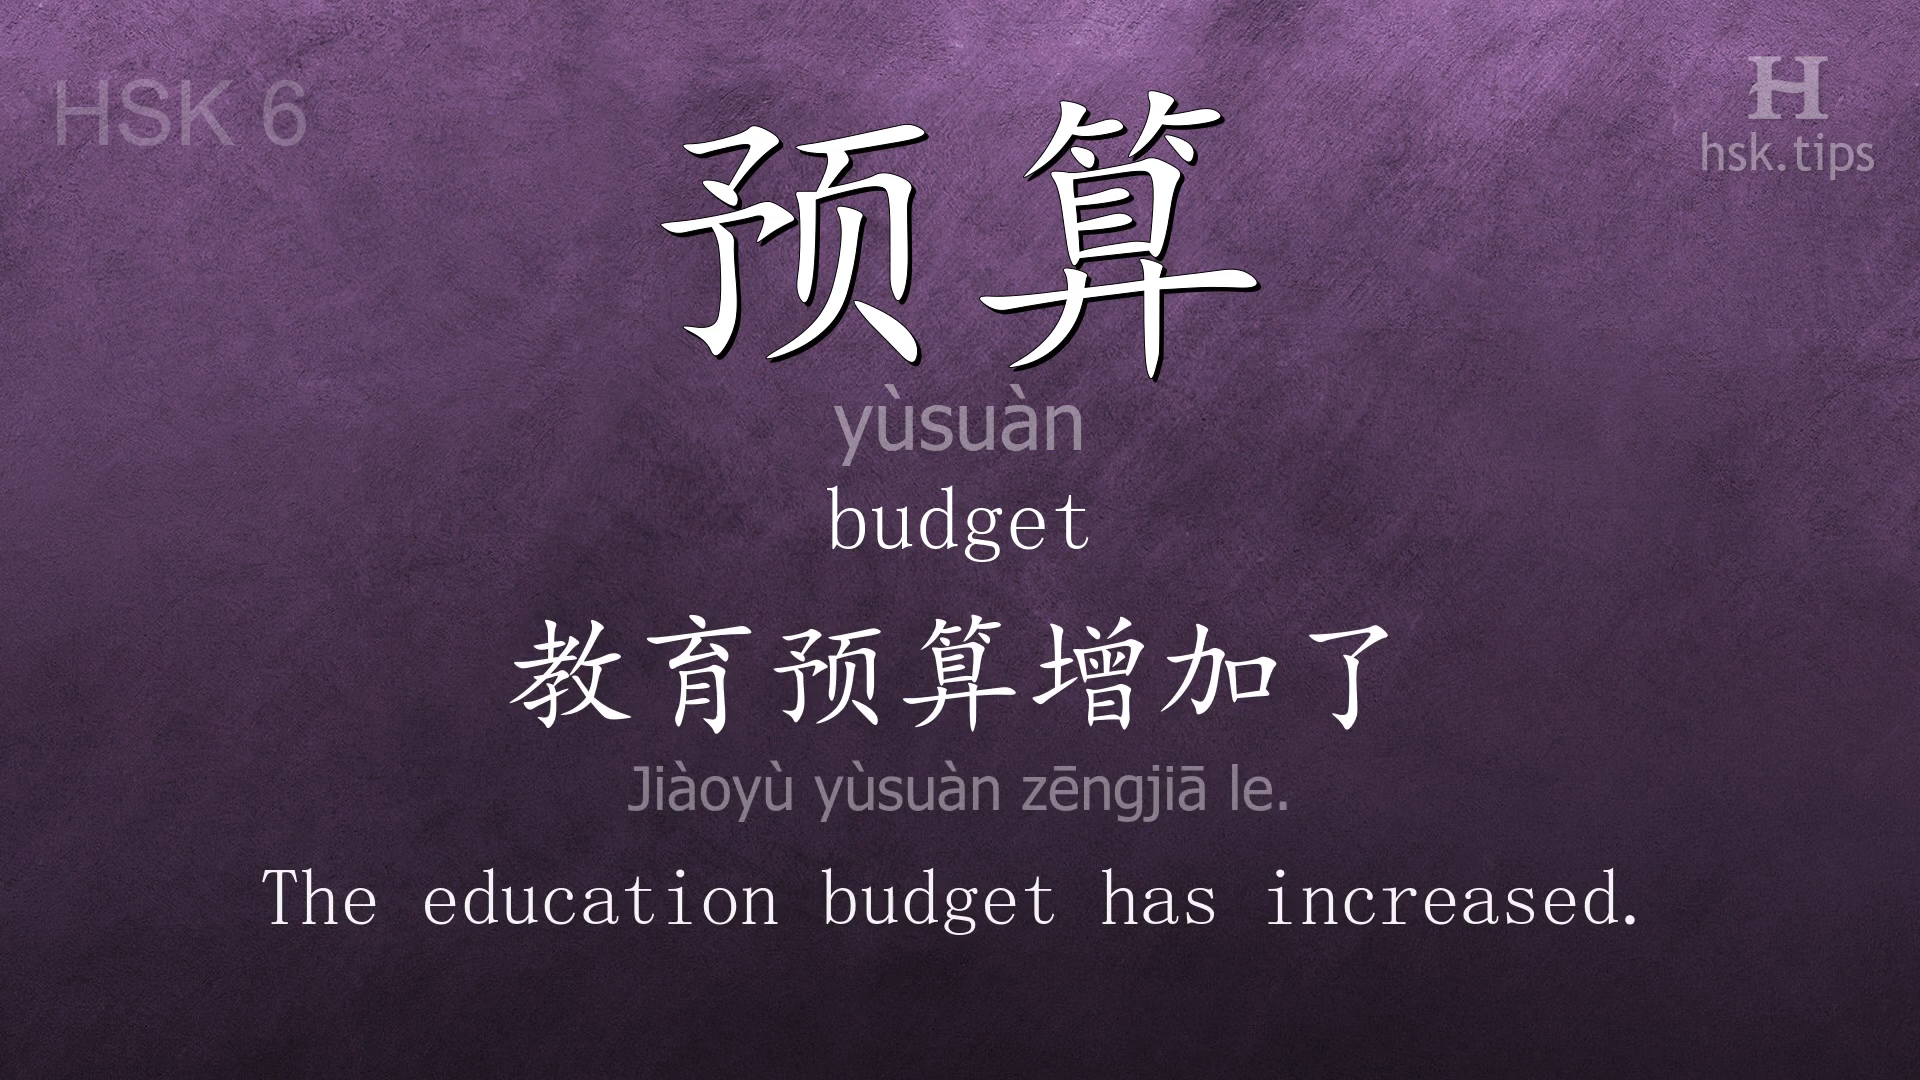 HSK 6
H
hsk.tips
预算
yùsuàn
budget
教育预算增加了
Jiàoyù yùsuàn zēngjiā le.
The education budget has increased.